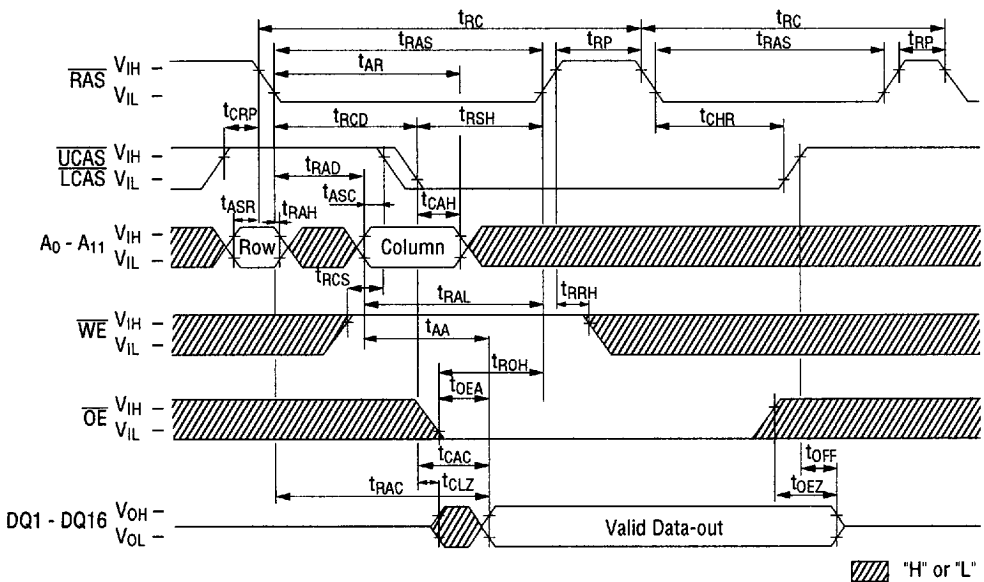 tRC tRC
tRAS tRP tRAS tRP
tAR
RAS VIH –
VIL –
tCRP tRCD tRSH tCHR
UCAS VIH –
LCAS VIL –
tRAD
tASC tCAH
tASR tRAH
A0 - A11 VIH –
VIL –
Row Column
tRCS tRAL tRRH
WE VIH –
VIL –
tAA
tROH
tOEA
OE VIH –
VIL –
tCAC tOFF
tRAC tCLZ tOEZ
DQ1 - DQ16 VOH –
VOL –
Valid Data-out
"H" or "L"